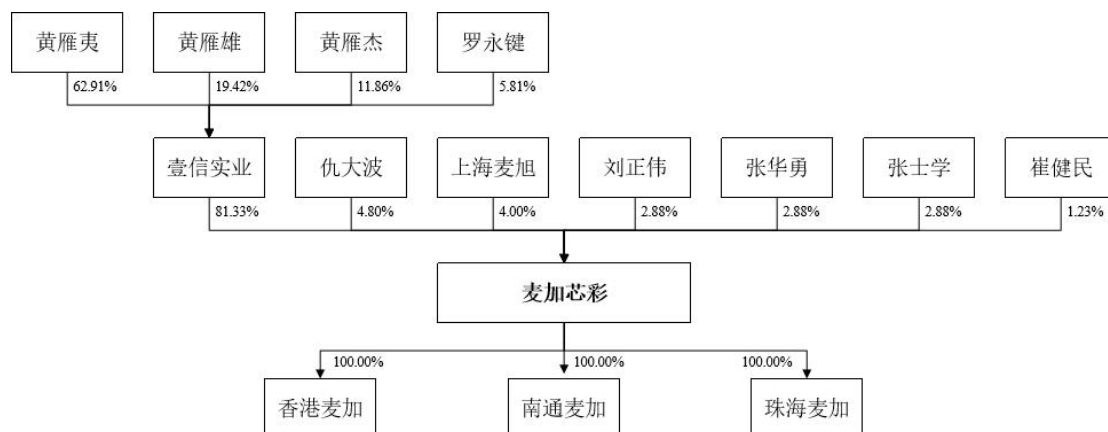 黄雁夷
黄雁雄
黄雁杰
罗永键
62.91%
19.42%
11.86%
5.81%
壹信实业
仇大波
上海麦旭
刘正伟
张华勇
张士学
崔健民
81.33%
4.80%
4.00%
2.88%
2.88%
2.88%
1.23%
麦加芯彩
100.00%
100.00%
100.00%
香港麦加
南通麦加
珠海麦加